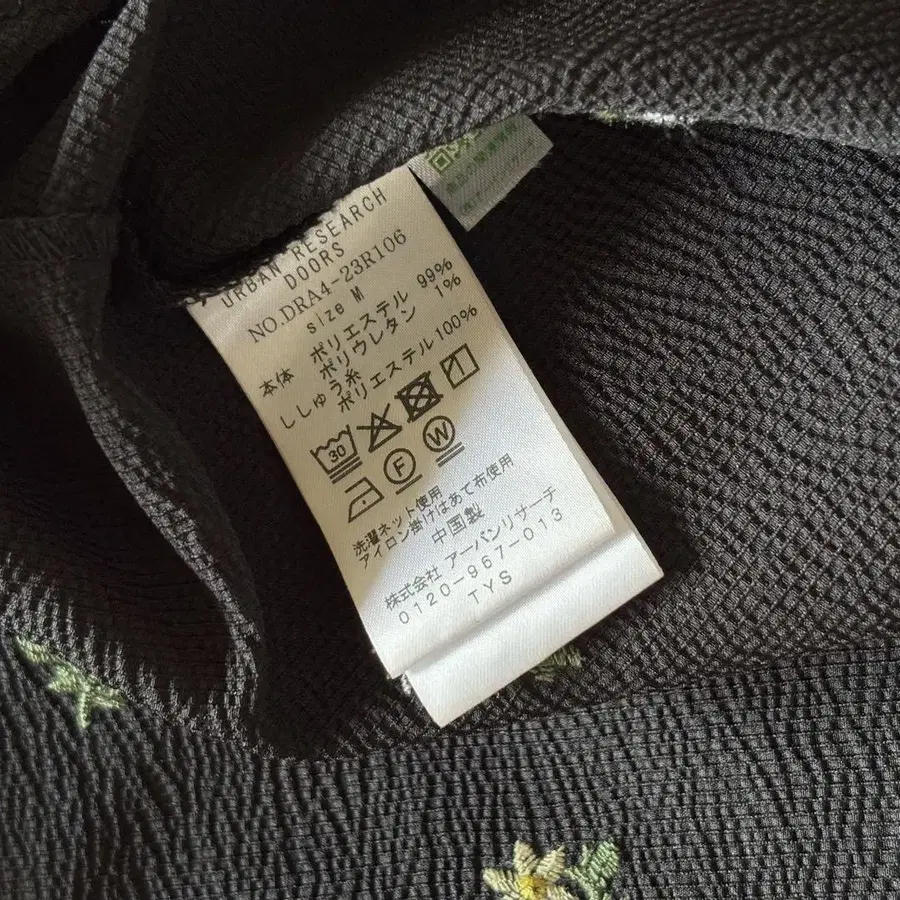 URBAN RESEARCH
DOORS
NO.DRA4-23R106
size M
本体 ポリエステル 99%
ポリウレタン 1%
ししゅう糸
ポリエステル 100%
30
F W
洗濯ネット使用
アイロン掛けはあて布使用
中国製
株式会社 アーバンリサーチ
0120-967-013
TYS